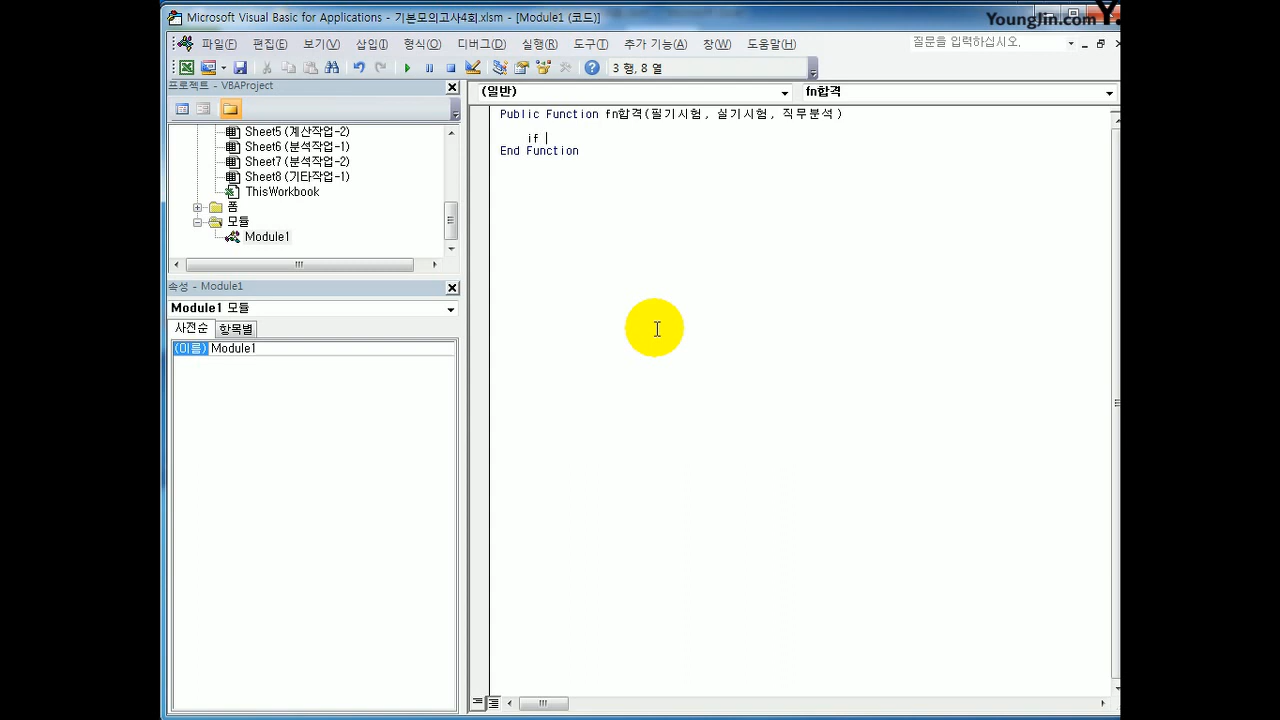 Microsoft Visual Basic for Applications - 기본모의고사4회.xlsm - [Module1 (코드)]
YoungJin.com Y.
파일(F) 편집(E) 보기(V) 삽입(I) 형식(O) 디버그(D) 실행(R) 도구(T) 추가 기능(A) 창(W) 도움말(H) 질문을 입력하십시오.
3 행, 8 열
프로젝트 - VBAProject
(일반) fn합격
Public Function fn합격(필기시험, 실기시험, 직무분석)
if
End Function
Sheet5 (계산작업-2)
Sheet6 (분석작업-1)
Sheet7 (분석작업-2)
Sheet8 (기타작업-1)
ThisWorkbook
폼
모듈
Module1
속성 - Module1
Module1 모듈
사전순 항목별
(이름) Module1